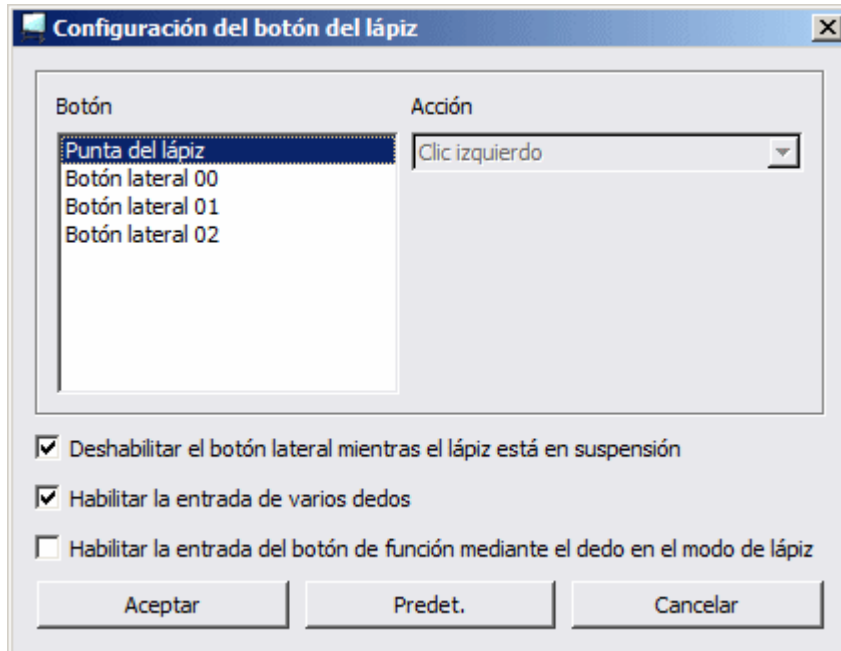 Configuración del botón del lápiz
Botón
Acción
Punta del lápiz
Clic izquierdo
Botón lateral 00
Botón lateral 01
Botón lateral 02
Deshabilitar el botón lateral mientras el lápiz está en suspensión
Habilitar la entrada de varios dedos
Habilitar la entrada del botón de función mediante el dedo en el modo de lápiz
Aceptar
Predet.
Cancelar